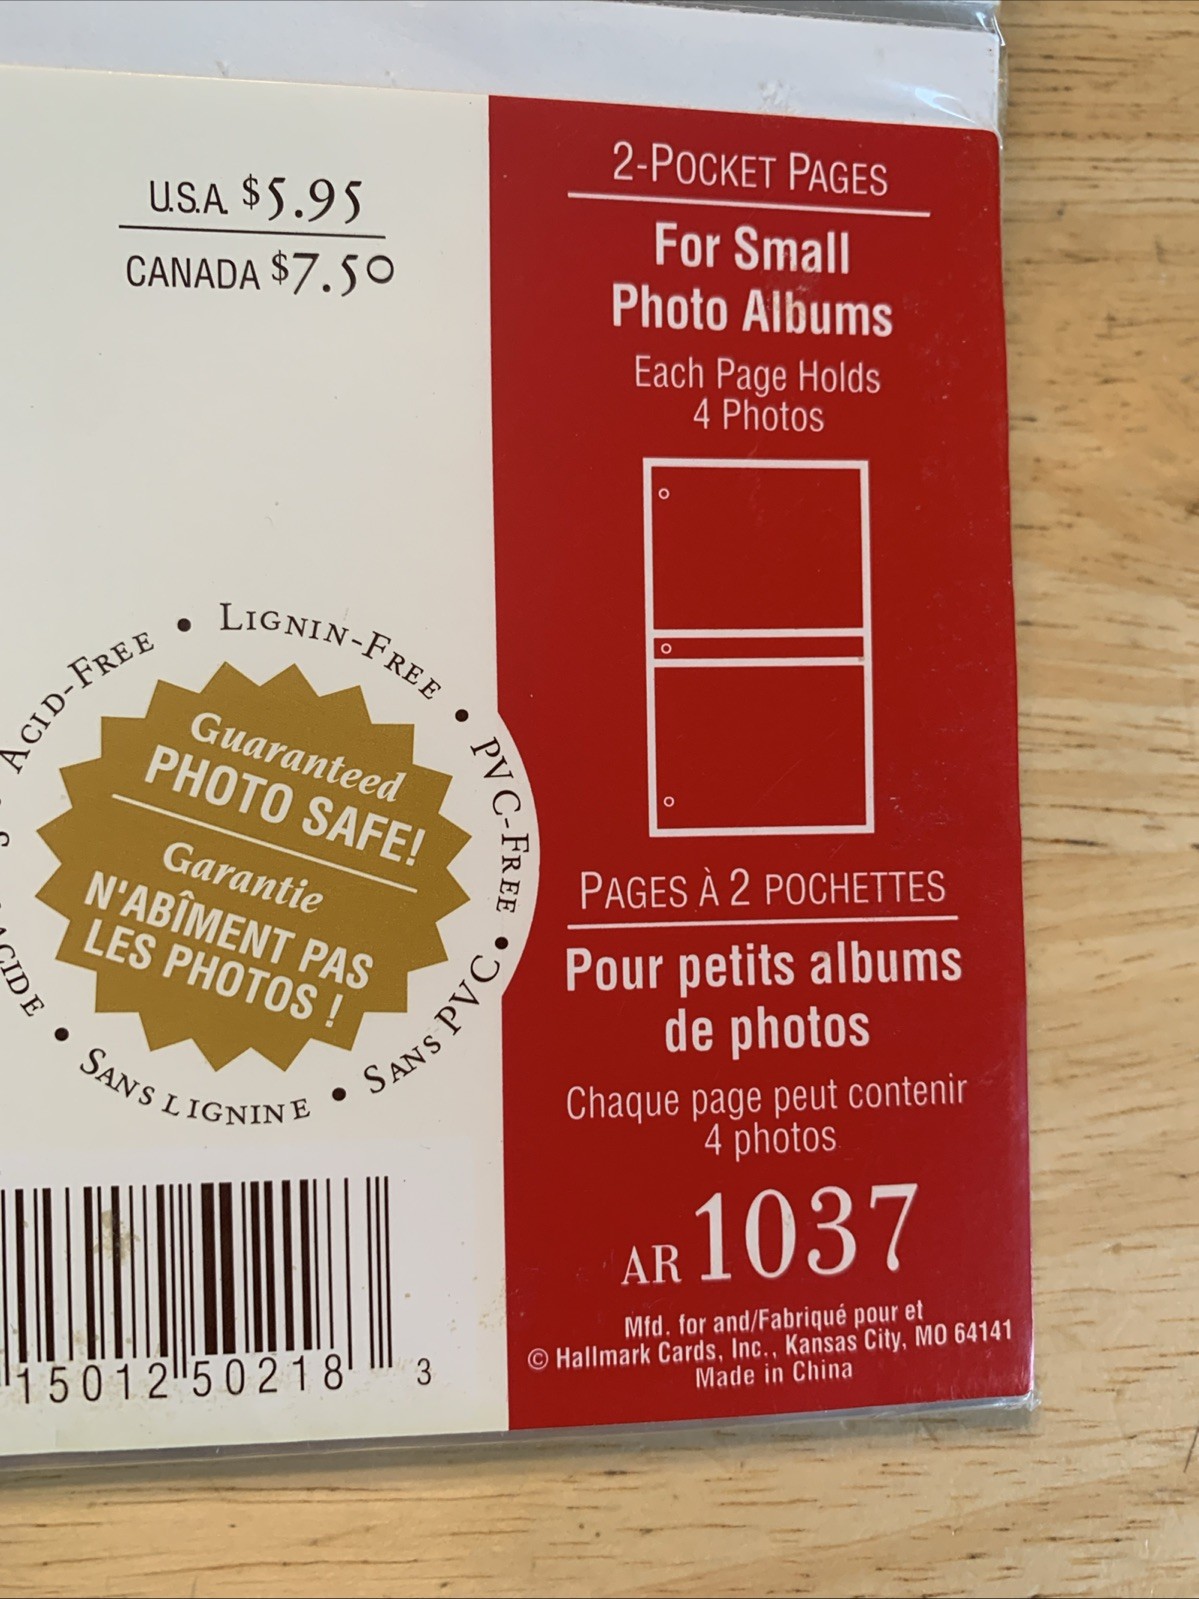 U.S.A. $5.95
CANADA $7.50
ACID-FREE • LIGNIN-FREE • PVC-FREE •
Guaranteed
PHOTO SAFE!
Garantie
N'ABÎMENT PAS
LES PHOTOS !
• SANS LIGNINE • SANS PVC
15012 50218 3
2-POCKET PAGES
For Small
Photo Albums
Each Page Holds
4 Photos
PAGES À 2 POCHETTES
Pour petits albums
de photos
Chaque page peut contenir
4 photos
AR 1037
Mfd. for and/Fabriqué pour et
© Hallmark Cards, Inc., Kansas City, MO 64141
Made in China